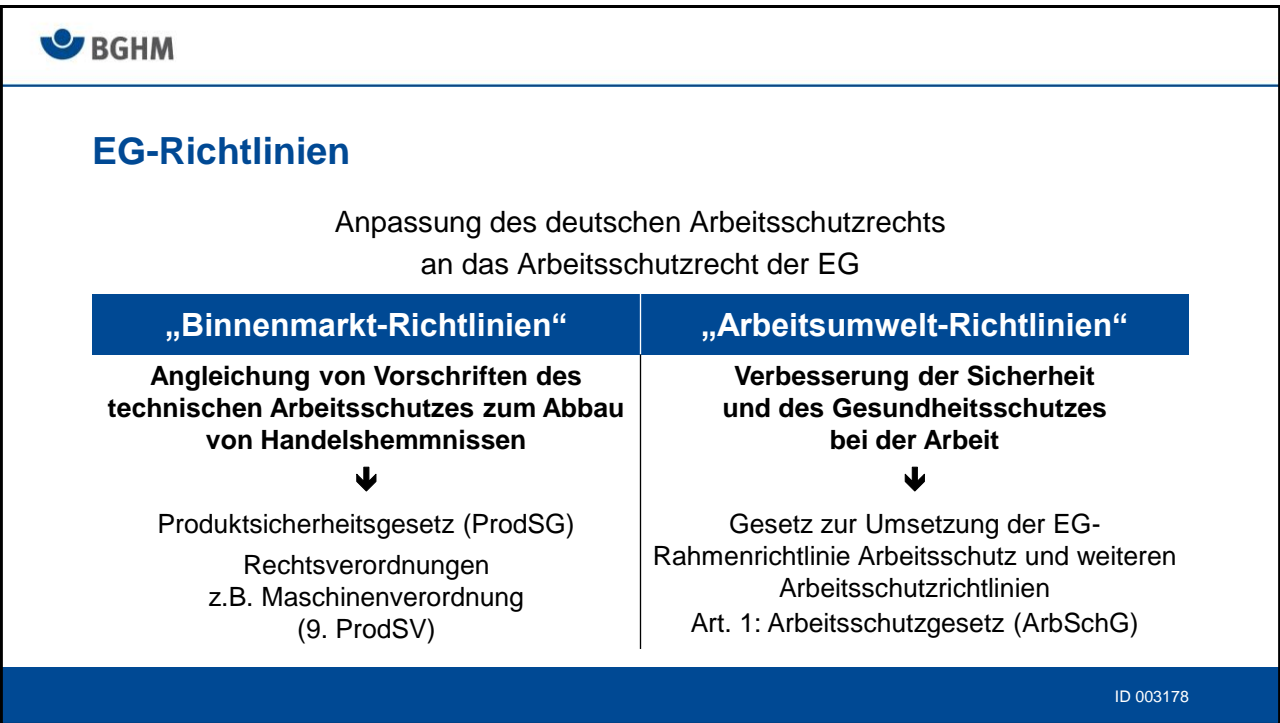 BGHM
EG-Richtlinien
Anpassung des deutschen Arbeitsschutzrechts
an das Arbeitsschutzrecht der EG
„Binnenmarkt-Richtlinien“
Angleichung von Vorschriften des
technischen Arbeitsschutzes zum Abbau
von Handelshemmnissen
Produktsicherheitsgesetz (ProdSG)
Rechtsverordnungen
z.B. Maschinenverordnung
(9. ProdSV)
„Arbeitsumwelt-Richtlinien“
Verbesserung der Sicherheit
und des Gesundheitsschutzes
bei der Arbeit
Gesetz zur Umsetzung der EG-
Rahmenrichtlinie Arbeitsschutz und weiteren
Arbeitsschutzrichtlinien
Art. 1: Arbeitsschutzgesetz (ArbSchG)
ID 003178